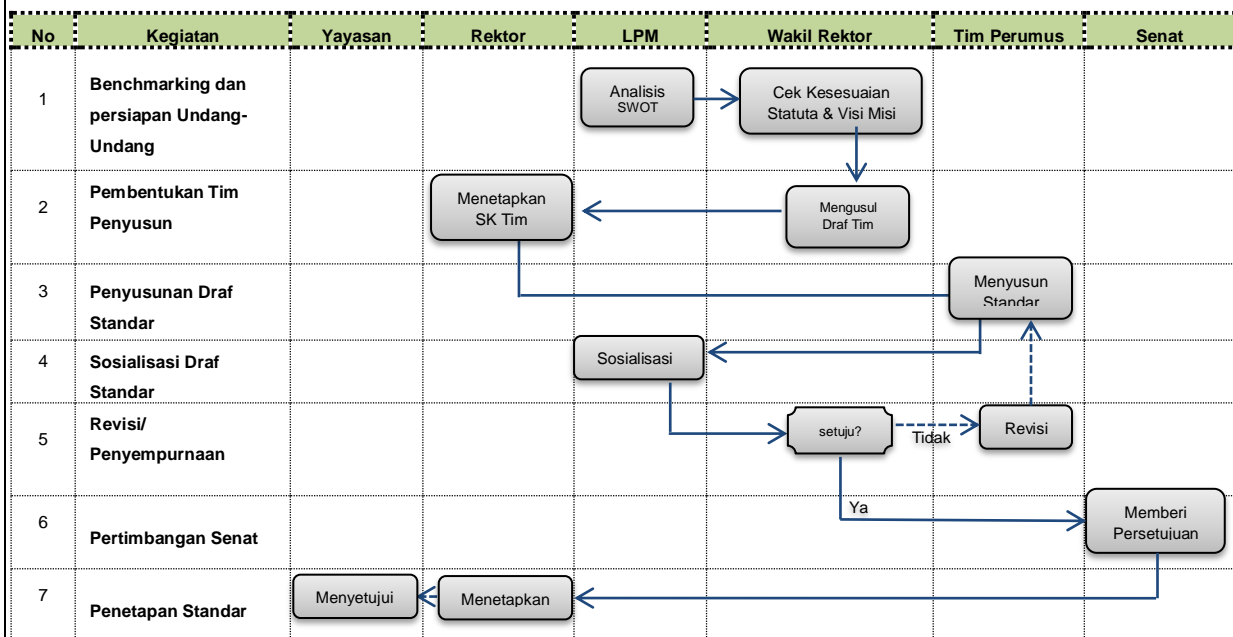 No Kegiatan Yayasan Rektor LPM Wakil Rektor Tim Perumus Senat
1
Benchmarking dan
persiapan Undang-
Undang
Analisis
SWOT
Cek Kesesuaian
Statuta & Visi Misi
2
Pembentukan Tim
Penyusun
Menetapkan
SK Tim
Mengusul
Draf Tim
3
Penyusunan Draf
Standar
Menyusun
Standar
4
Sosialisasi Draf
Standar
Sosialisasi
5
Revisi/
Penyempurnaan
setuju?
Tidak
Revisi
6
Pertimbangan Senat
Ya
Memberi
Persetujuan
7
Penetapan Standar
Menyetujui
Menetapkan